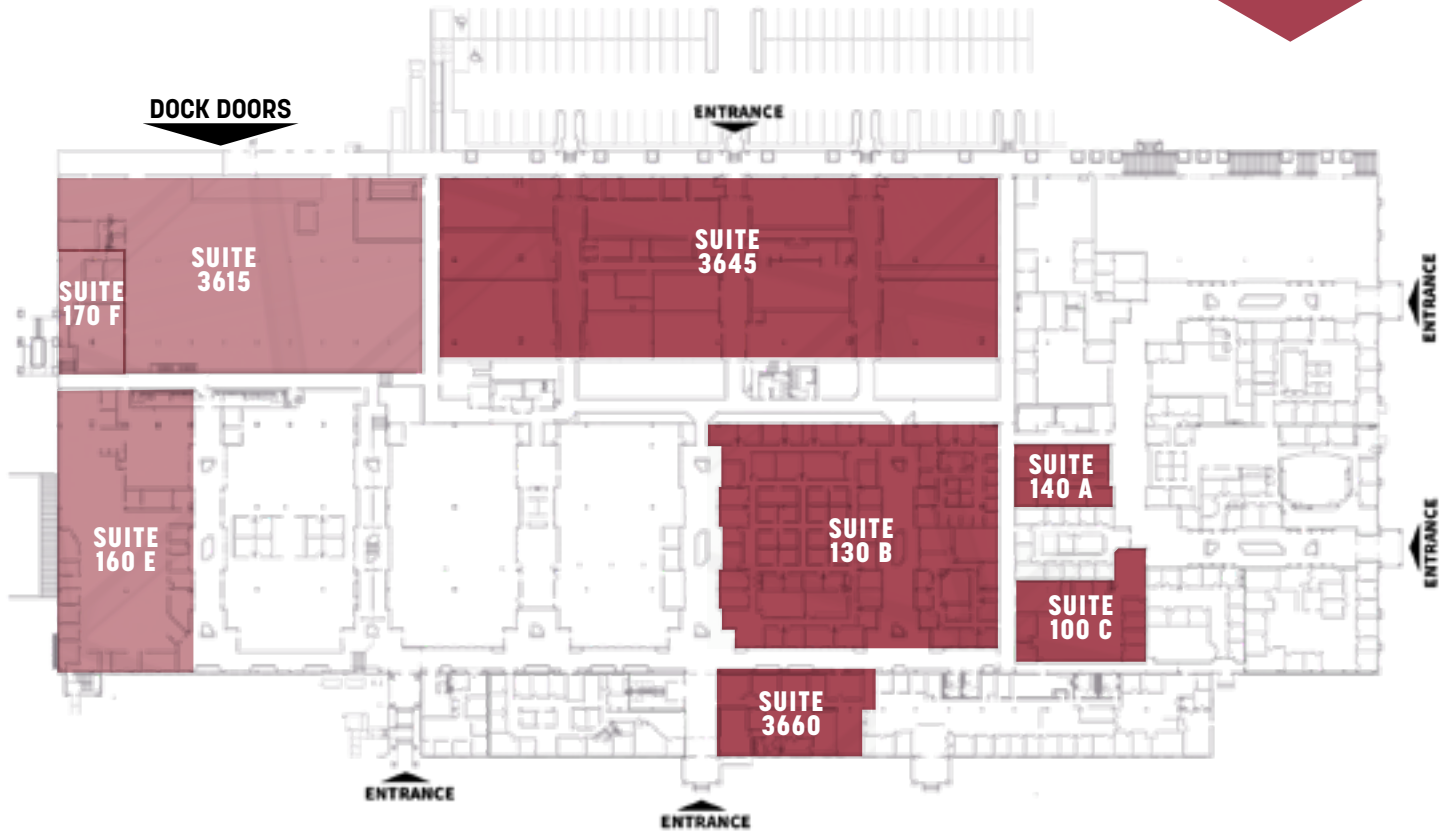 DOCK DOORS
ENTRANCE
SUITE
3615
SUITE
3645
SUITE
170 F
ENTRANCE
SUITE
140 A
SUITE
160 E
SUITE
130 B
ENTRANCE
SUITE
100 C
SUITE
3660
ENTRANCE
ENTRANCE